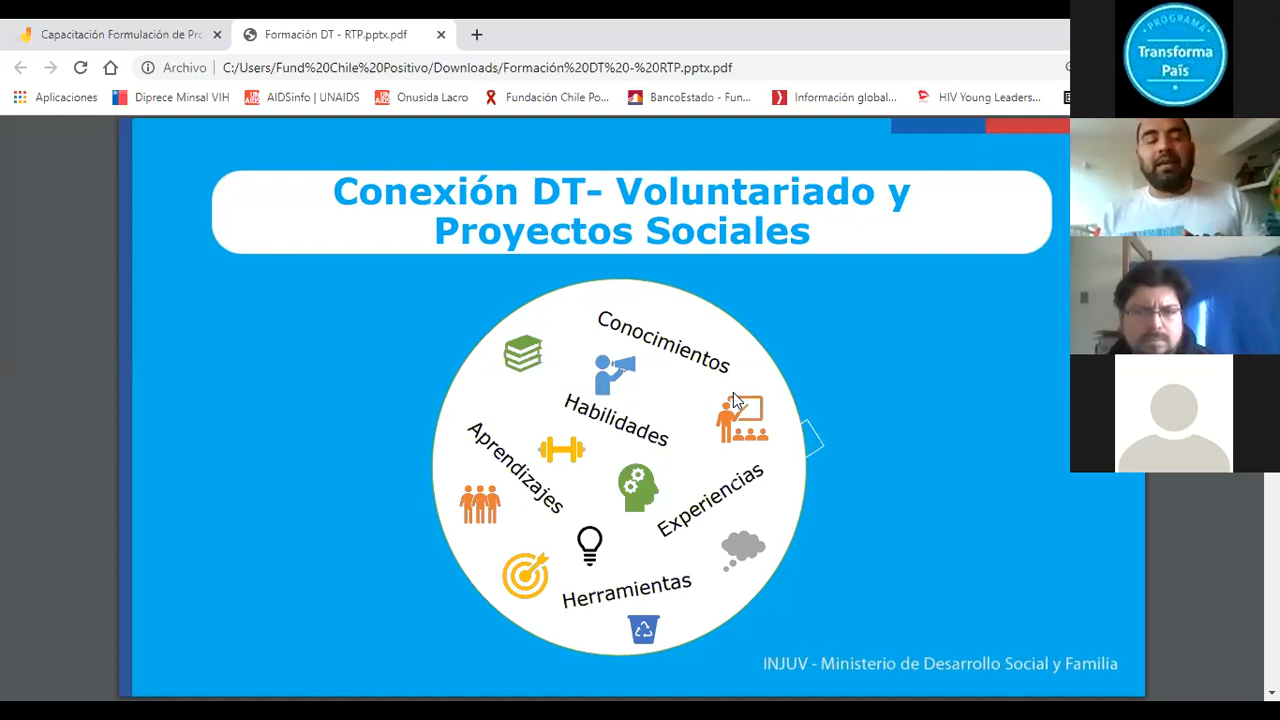 Capacitación Formulación de Pro
Formación DT - RTP.pptx.pdf
Archivo
C:/Users/Fund%20Chile%20Positivo/Downloads/Formación%20DT%20-%20RTP.pptx.pdf
Aplicaciones
Diprece Minsal VIH
AIDSinfo | UNAIDS
Onusida Lacro
Fundación Chile Po...
BancoEstado - Fun...
Información global...
HIV Young Leaders...
PROGRAMA
Transforma
País
Conexión DT- Voluntariado y
Proyectos Sociales
Conocimientos
Habilidades
Aprendizajes
Experiencias
Herramientas
INJUV - Ministerio de Desarrollo Social y Familia